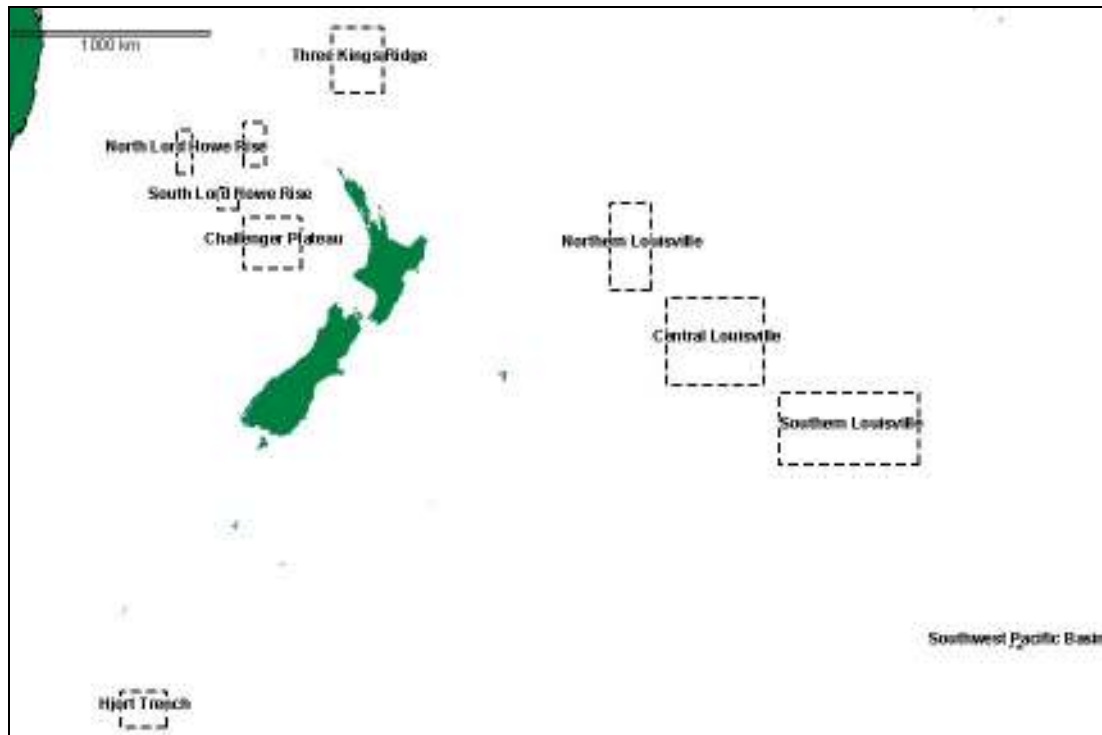 Three Kings Ridge
1000 km
North Lord Howe Rise
South Lord Howe Rise
Challenger Plateau
Northern Louisville
Central Louisville
Southern Louisville
Southwest Pacific Basin
Hjort Trench